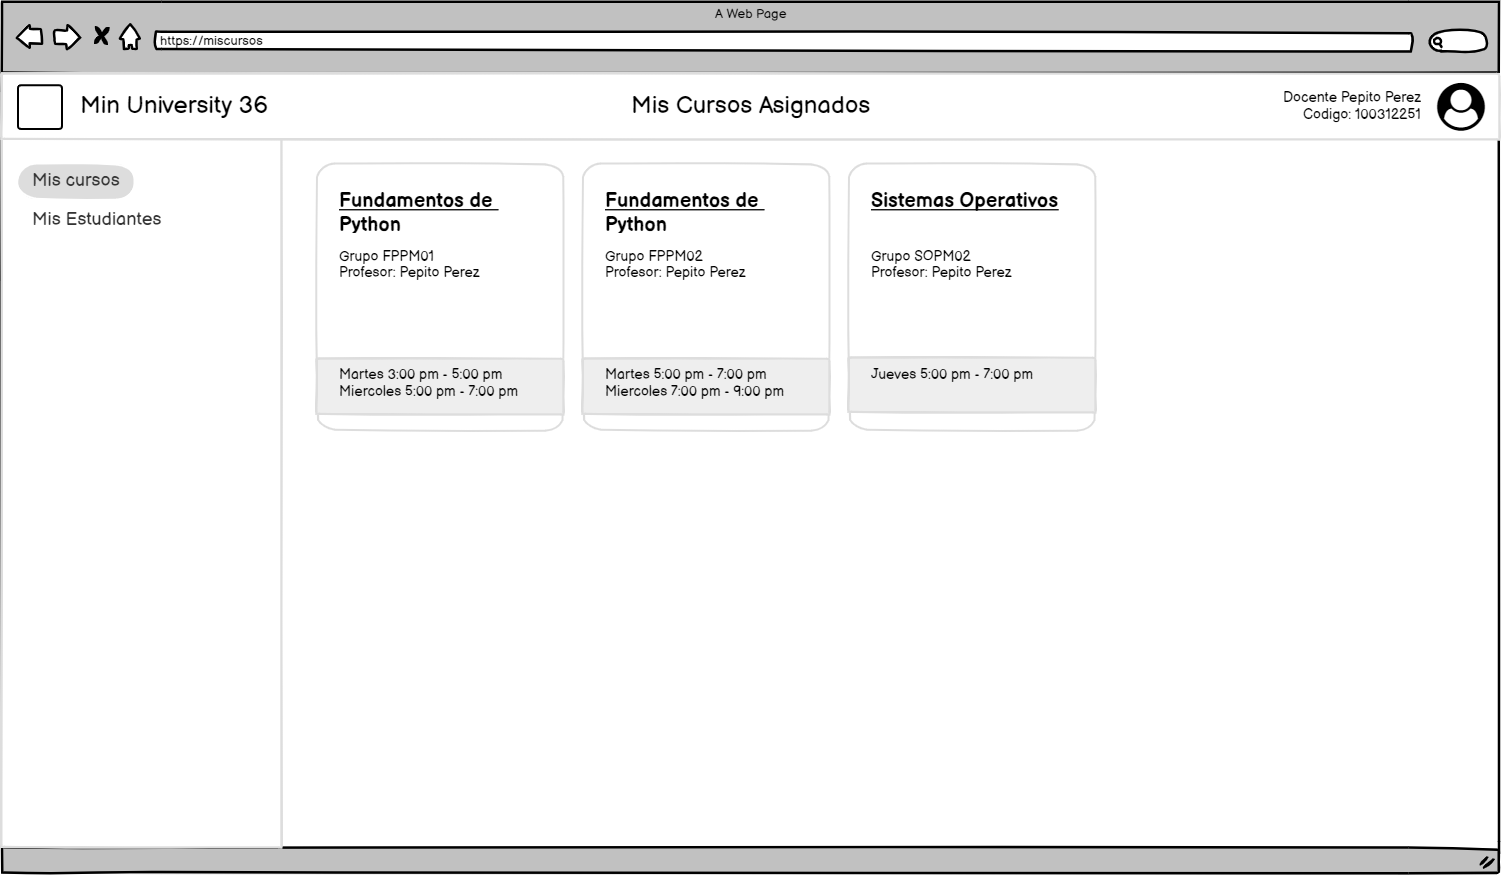 A Web Page
https://miscursos
Min University 36
Mis Cursos Asignados
Docente Pepito Perez
Codigo: 100312251
Mis cursos
Mis Estudiantes
Fundamentos de
Python
Grupo FPPM01
Profesor: Pepito Perez
Martes 3:00 pm - 5:00 pm
Miercoles 5:00 pm - 7:00 pm
Fundamentos de
Python
Grupo FPPM02
Profesor: Pepito Perez
Martes 5:00 pm - 7:00 pm
Miercoles 7:00 pm - 9:00 pm
Sistemas Operativos
Grupo SOPM02
Profesor: Pepito Perez
Jueves 5:00 pm - 7:00 pm